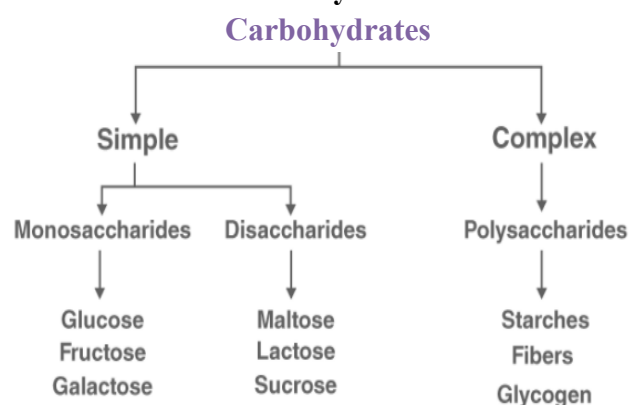 Carbohydrates
Simple Complex
Monosaccharides Disaccharides Polysaccharides
Glucose Maltose Starches
Fructose Lactose Fibers
Galactose Sucrose Glycogen